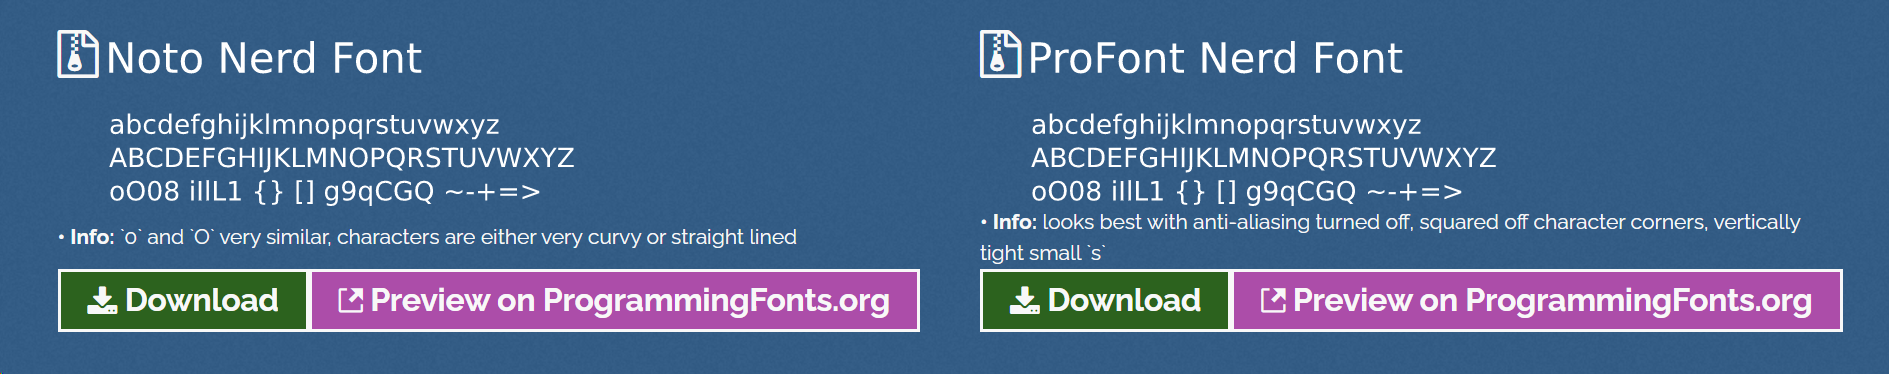 Noto Nerd Font
abcdefghijklmnopqrstuvwxyz
ABCDEFGHIJKLMNOPQRSTUVWXYZ
oO08 iIlL1 {} [] g9qCGQ ~-+=>
• Info: `o` and `O` very similar, characters are either very curvy or straight lined
Download
Preview on ProgrammingFonts.org
ProFont Nerd Font
abcdefghijklmnopqrstuvwxyz
ABCDEFGHIJKLMNOPQRSTUVWXYZ
oO08 iIlL1 {} [] g9qCGQ ~-+=>
• Info: looks best with anti-aliasing turned off, squared off character corners, vertically
tight small `s`
Download
Preview on ProgrammingFonts.org